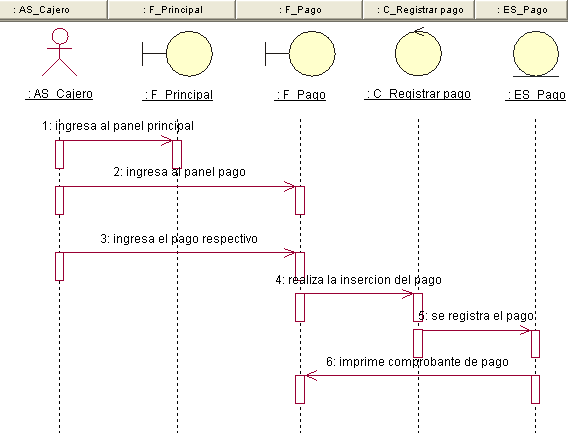 : AS_Cajero
: F_Principal
: F_Pago
: C_Registrar pago
: ES_Pago
: AS_Cajero
: F_Principal
: F_Pago
: C_Registrar pago
: ES_Pago
1: ingresa al panel principal
2: ingresa al panel pago
3: ingresa el pago respectivo
4: realiza la insercion del pago
5: se registra el pago
6: imprime comprobante de pago